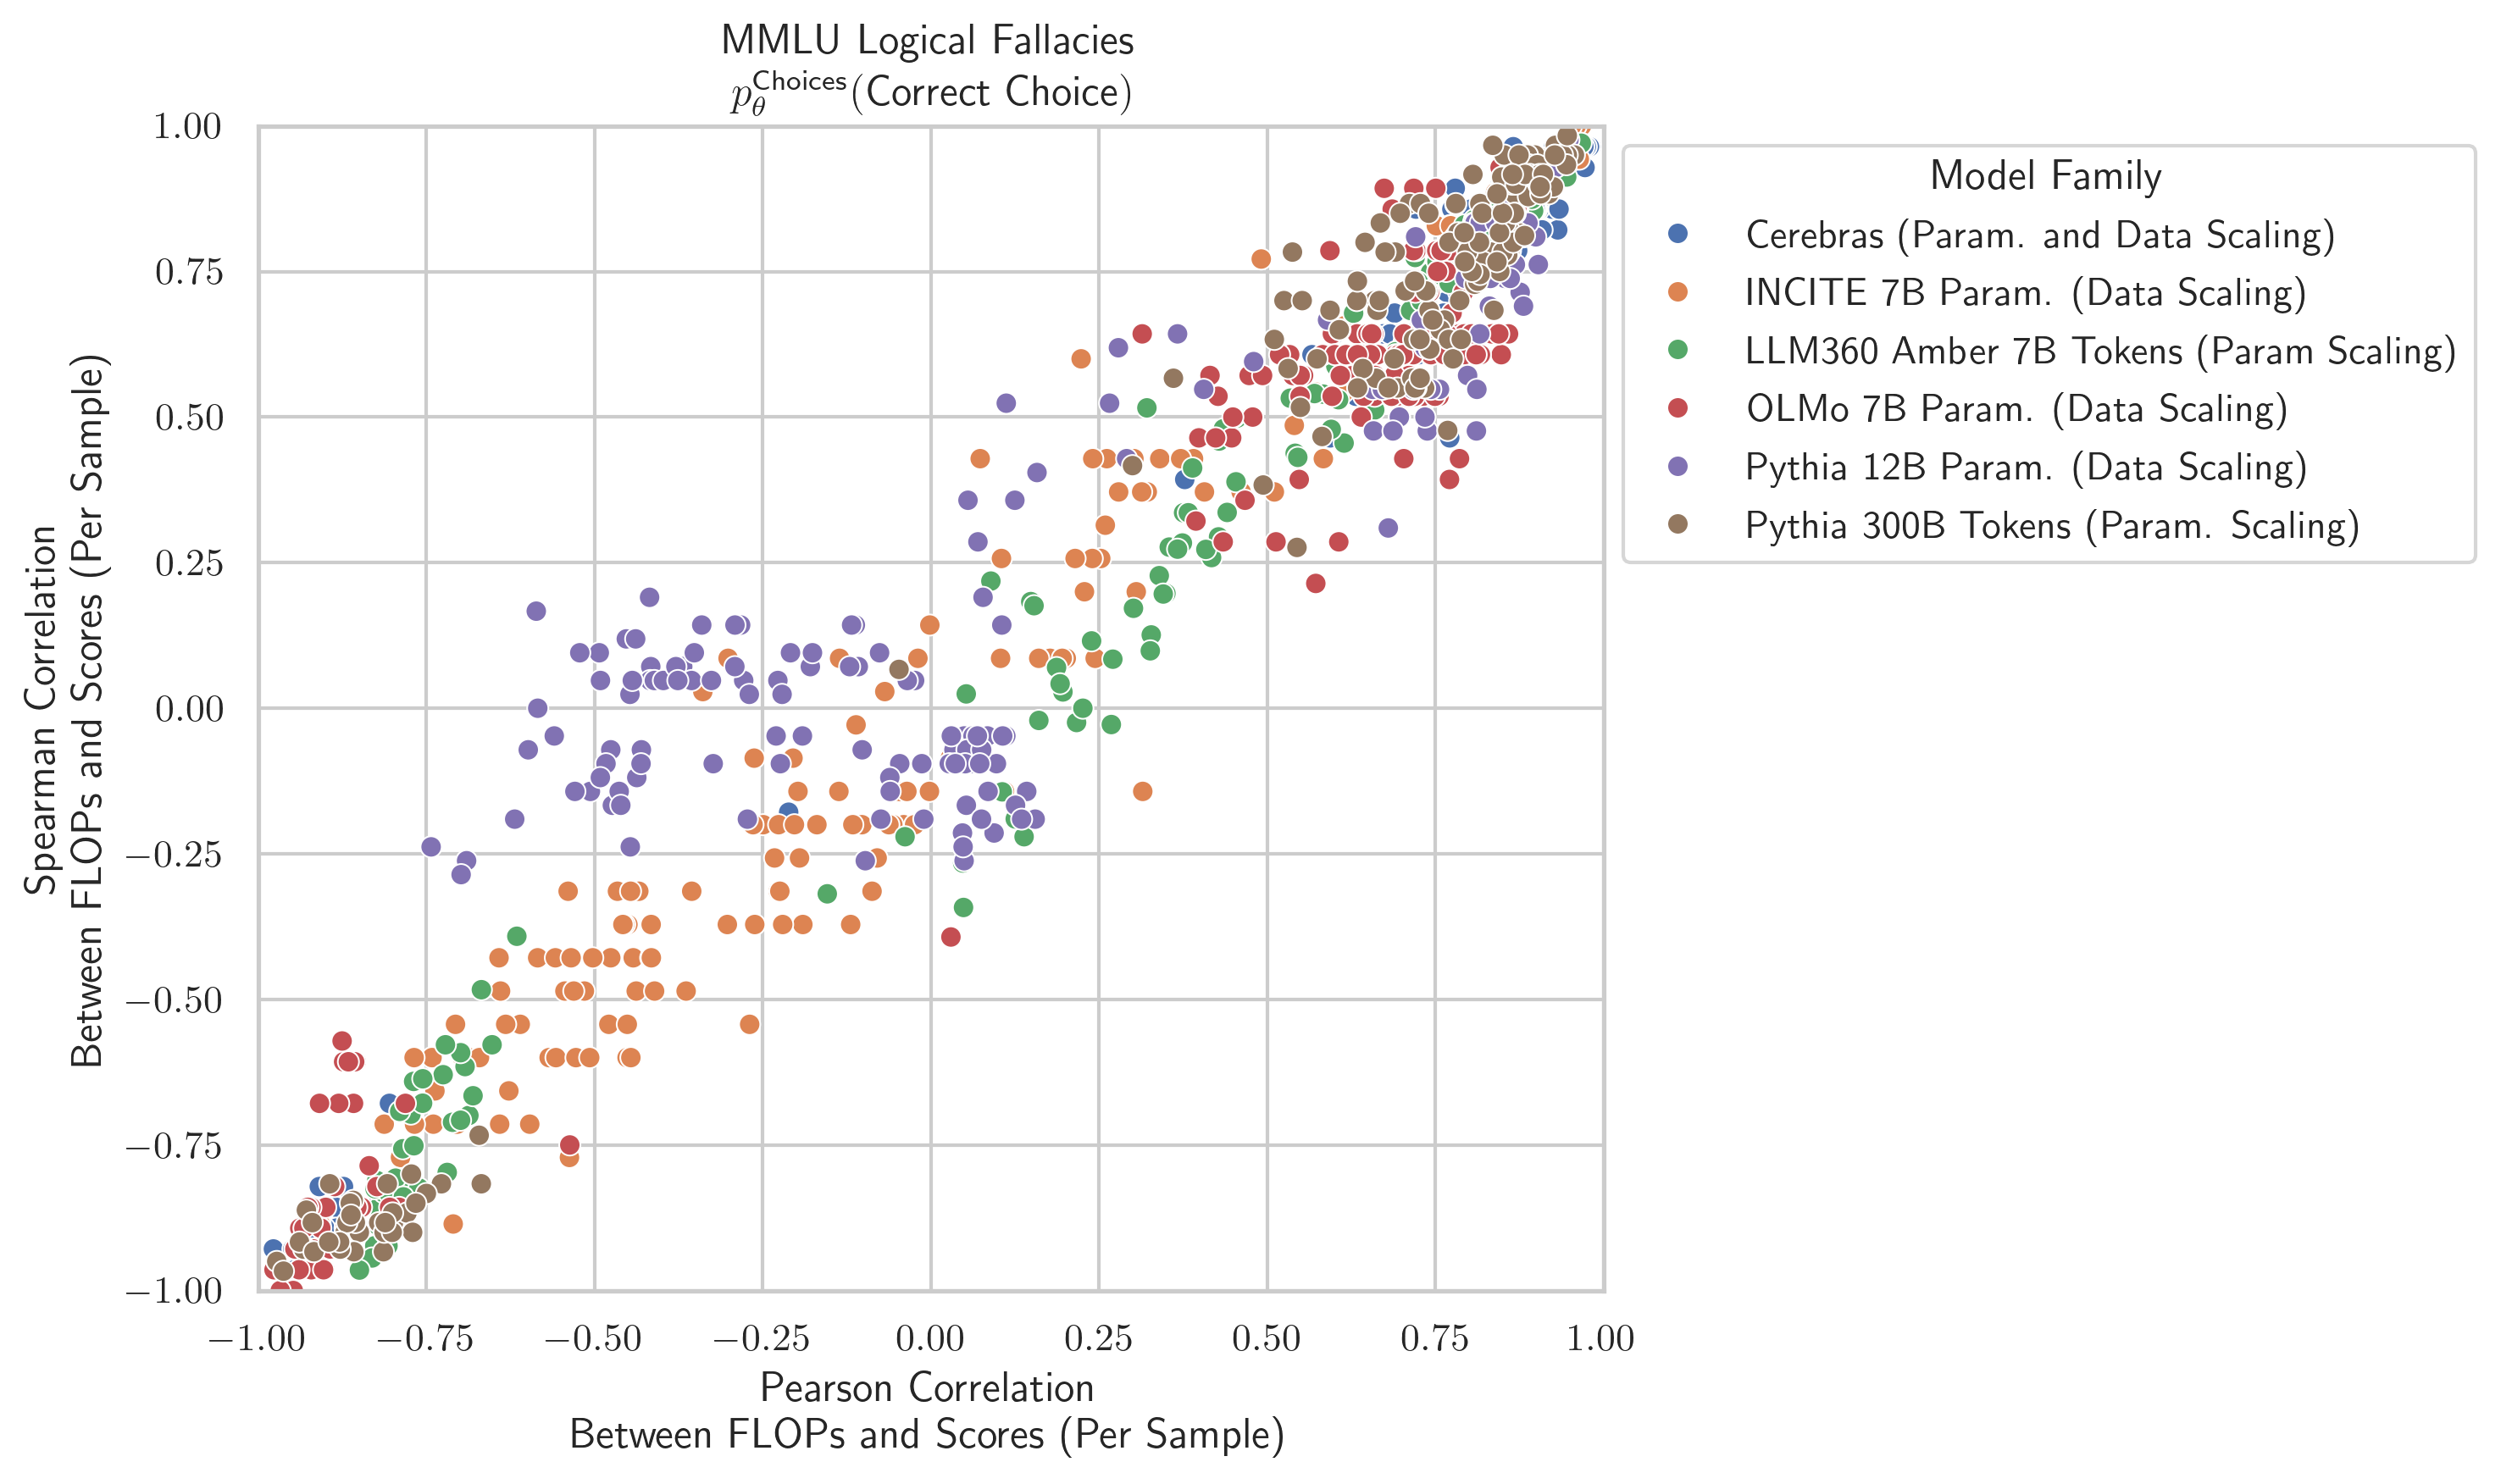 MMLU Logical Fallacies
p_θ^Choices(Correct Choice)
Spearman Correlation
Between FLOPs and Scores (Per Sample)
1.00
0.75
0.50
0.25
0.00
−0.25
−0.50
−0.75
−1.00
−1.00
−0.75
−0.50
−0.25
0.00
0.25
0.50
0.75
1.00
Pearson Correlation
Between FLOPs and Scores (Per Sample)
Model Family
Cerebras (Param. and Data Scaling)
INCITE 7B Param. (Data Scaling)
LLM360 Amber 7B Tokens (Param Scaling)
OLMo 7B Param. (Data Scaling)
Pythia 12B Param. (Data Scaling)
Pythia 300B Tokens (Param. Scaling)